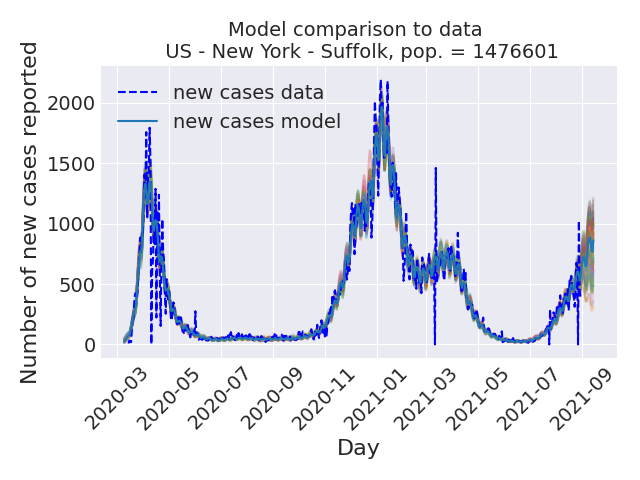 Model comparison to data
US - New York - Suffolk, pop. = 1476601
Number of new cases reported
2000
1500
1000
500
0
new cases data
new cases model
2020-03
2020-05
2020-07
2020-09
2020-11
2021-01
2021-03
2021-05
2021-07
2021-09
Day